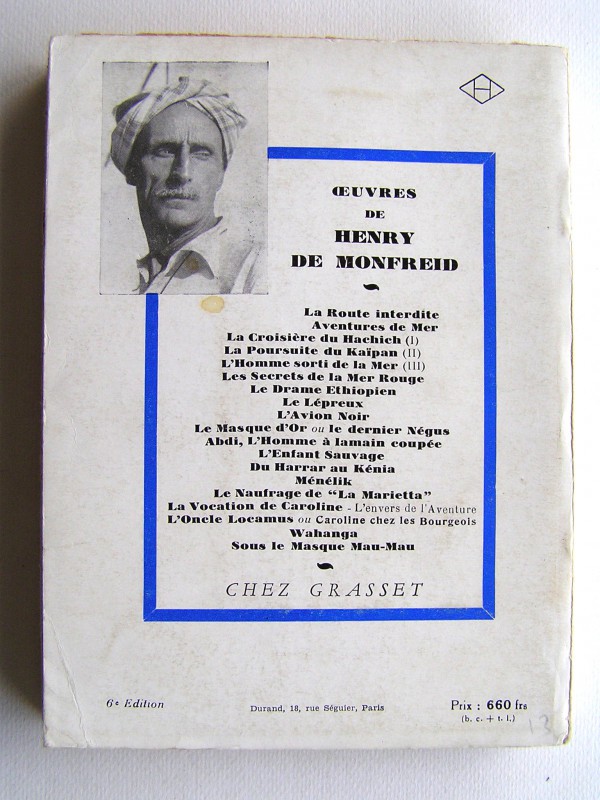 H
ŒUVRES
DE
HENRY
DE MONFREID
La Route interdite
Aventures de Mer
La Croisière du Hachich (I)
La Poursuite du Kaïpan (II)
L'Homme sorti de la Mer (III)
Les Secrets de la Mer Rouge
Le Drame Ethiopien
Le Lépreux
L'Avion Noir
Le Masque d'Or ou le dernier Négus
Abdi, L'Homme à lamain coupée
L'Enfant Sauvage
Du Harrar au Kénia
Ménélik
Le Naufrage de "La Marietta"
La Vocation de Caroline - L'envers de l'Aventure
L'Oncle Locamus ou Caroline chez les Bourgeois
Wahanga
Sous le Masque Mau-Mau
CHEZ GRASSET
6e Edition
Durand, 18, rue Séguier, Paris
Prix : 660 frs
(b. c. + t. l.)
13